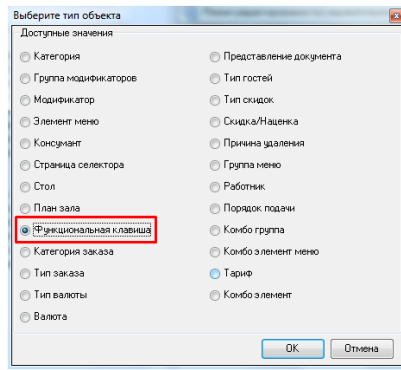 Выберите тип объекта
Доступные значения
Категория
Группа модификаторов
Модификатор
Элемент меню
Консумант
Страница селектора
Стол
План зала
Функциональная клавиша
Категория заказа
Тип заказа
Тип валюты
Валюта
Представление документа
Тип гостей
Тип скидок
Скидка/Наценка
Причина удаления
Группа меню
Работник
Порядок подачи
Комбо группа
Комбо элемент меню
Тариф
Комбо элемент
OK
Отмена